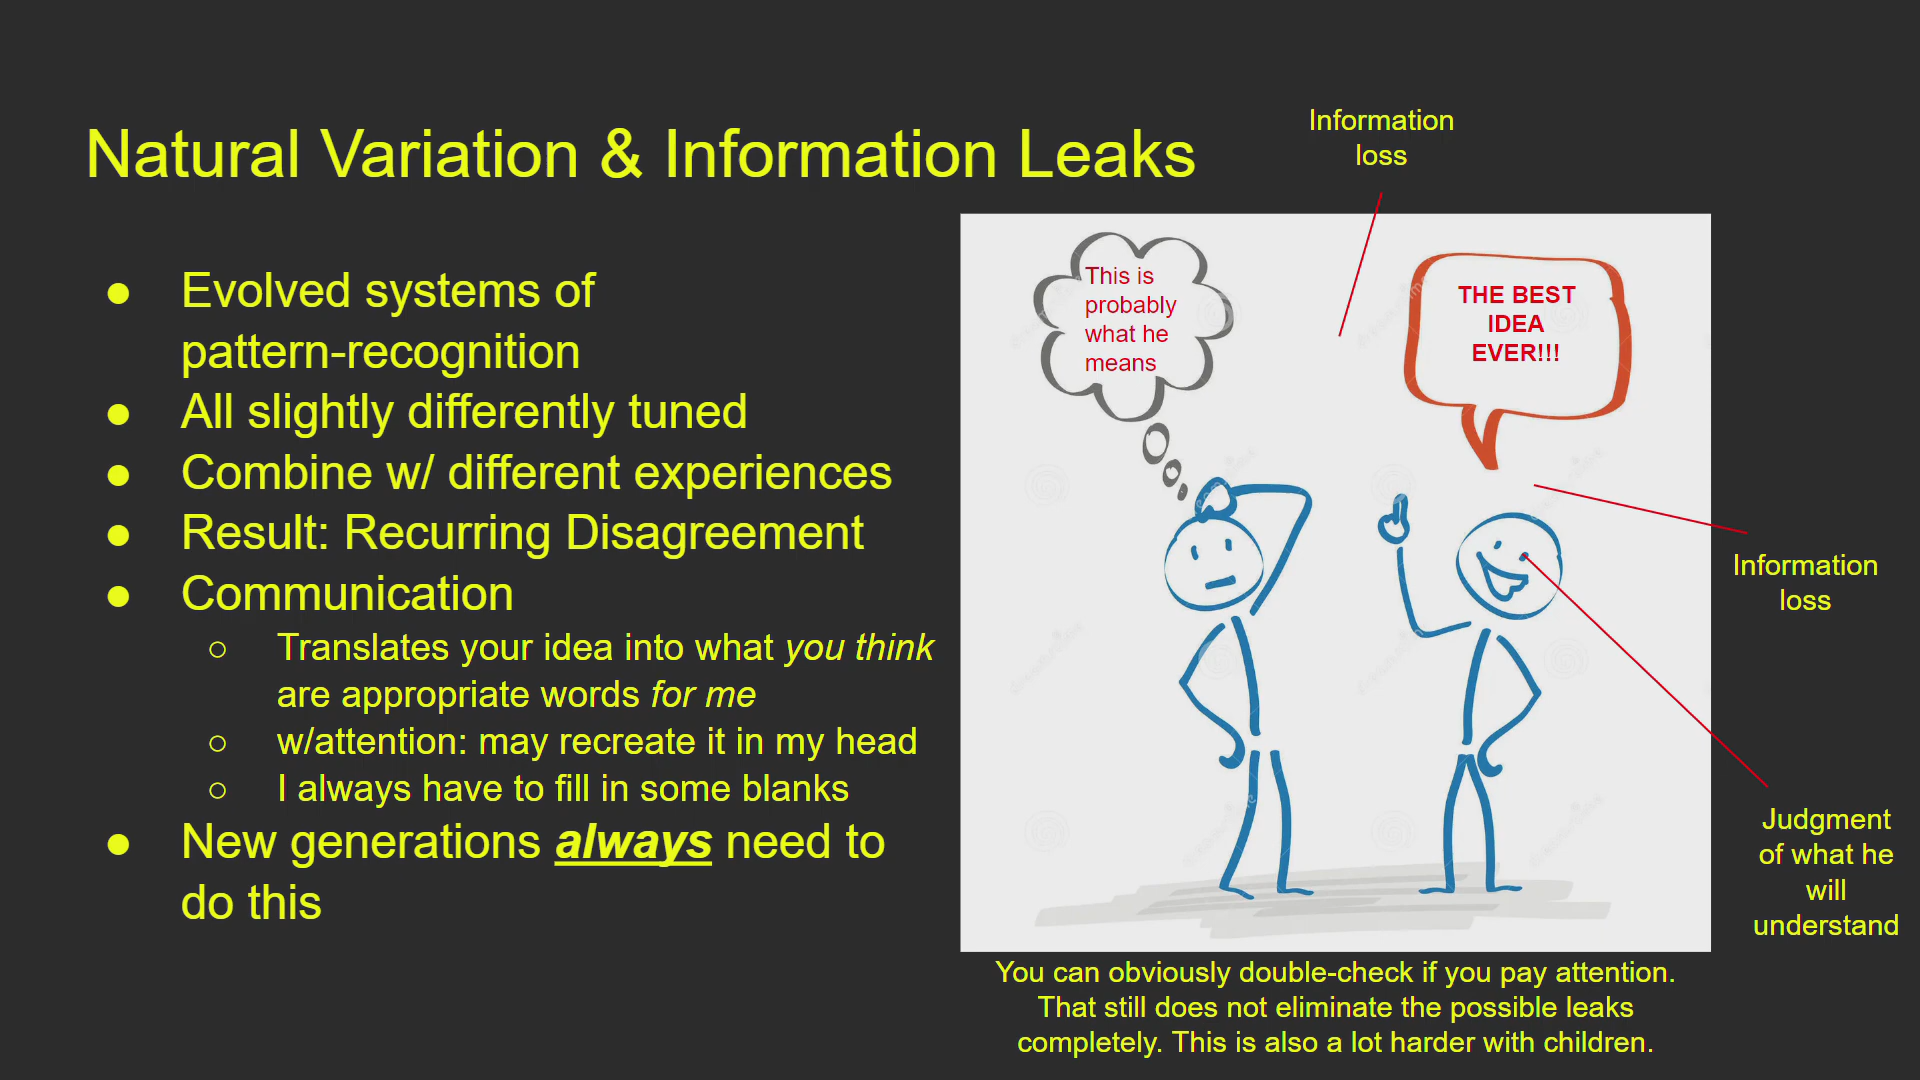 Natural Variation & Information Leaks
● Evolved systems of
pattern-recognition
● All slightly differently tuned
● Combine w/ different experiences
● Result: Recurring Disagreement
● Communication
○ Translates your idea into what you think
are appropriate words for me
○ w/attention: may recreate it in my head
○ I always have to fill in some blanks
● New generations always need to
do this
Information
loss
This is
probably
what he
means
THE BEST
IDEA
EVER!!!
Information
loss
Judgment
of what he
will
understand
You can obviously double-check if you pay attention.
That still does not eliminate the possible leaks
completely. This is also a lot harder with children.